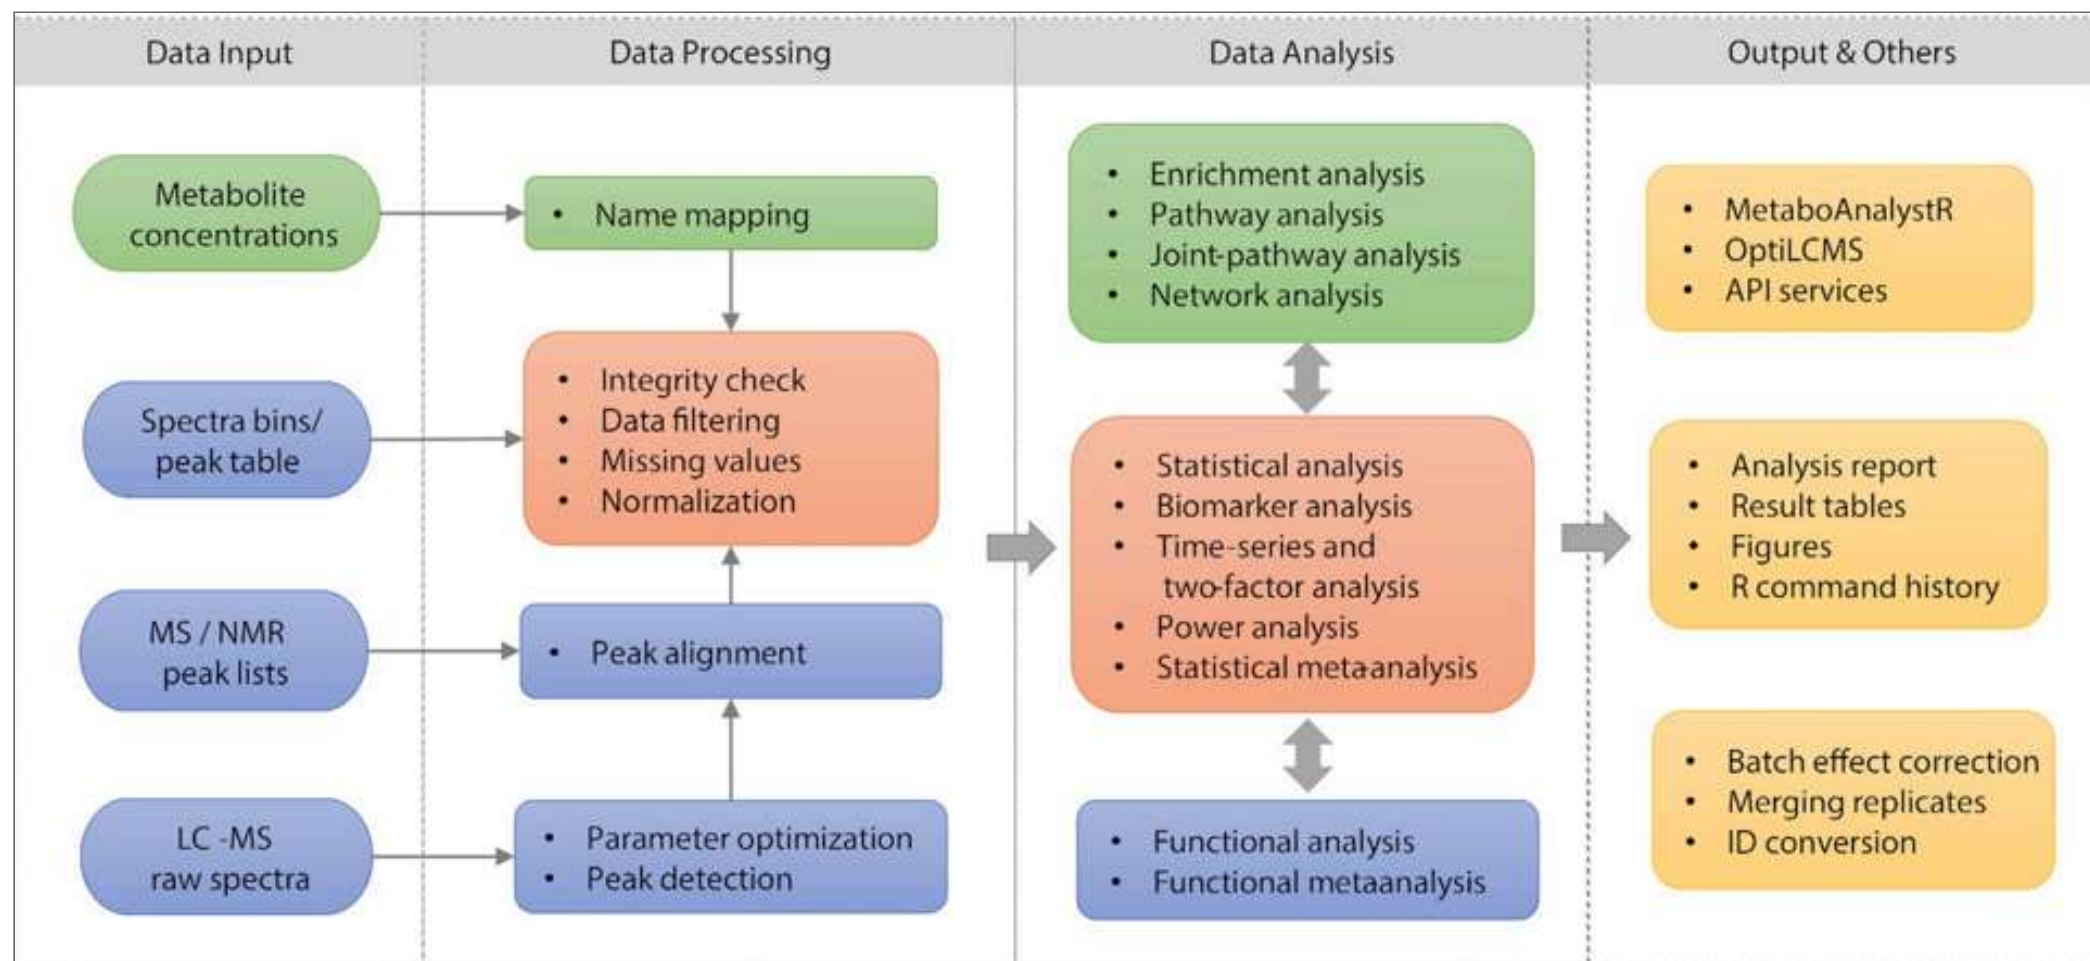 Data Input
Data Processing
Data Analysis
Output & Others
Metabolite
concentrations
Spectra bins/
peak table
MS / NMR
peak lists
LC -MS
raw spectra
• Name mapping
• Integrity check
• Data filtering
• Missing values
• Normalization
• Peak alignment
• Parameter optimization
• Peak detection
• Enrichment analysis
• Pathway analysis
• Joint-pathway analysis
• Network analysis
• Statistical analysis
• Biomarker analysis
• Time-series and
two-factor analysis
• Power analysis
• Statistical meta-analysis
• Functional analysis
• Functional metaanalysis
• MetaboAnalystR
• OptiLCMS
• API services
• Analysis report
• Result tables
• Figures
• R command history
• Batch effect correction
• Merging replicates
• ID conversion